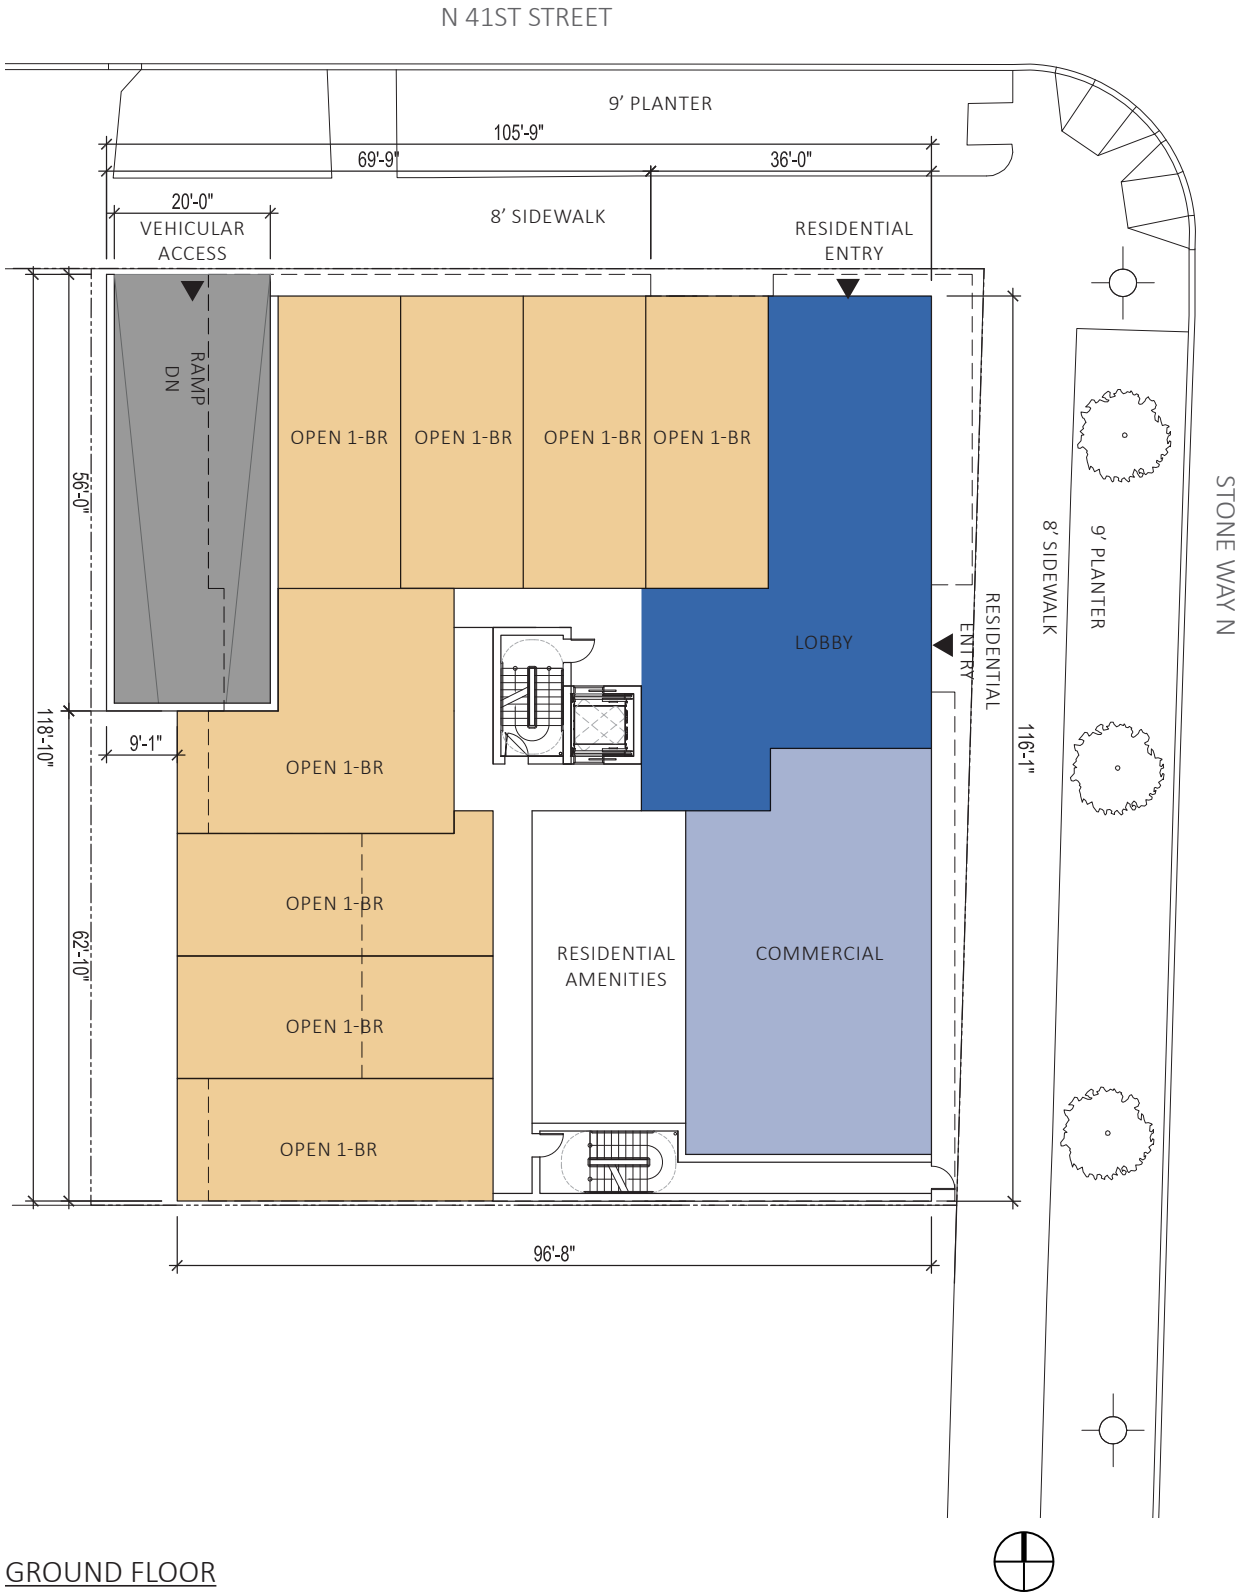 N 41ST STREET
9' PLANTER
105'-9"
69'-9"
36'-0"
20'-0"
8' SIDEWALK
VEHICULAR
ACCESS
RESIDENTIAL
ENTRY
RAMP
DN
OPEN 1-BR
OPEN 1-BR
OPEN 1-BR
OPEN 1-BR
56'-0"
STONE WAY N
8' SIDEWALK
9' PLANTER
RESIDENTIAL
ENTRY
LOBBY
118'-10"
9'-1"
116'-1"
OPEN 1-BR
OPEN 1-BR
62'-10"
RESIDENTIAL
AMENITIES
COMMERCIAL
OPEN 1-BR
OPEN 1-BR
96'-8"
GROUND FLOOR